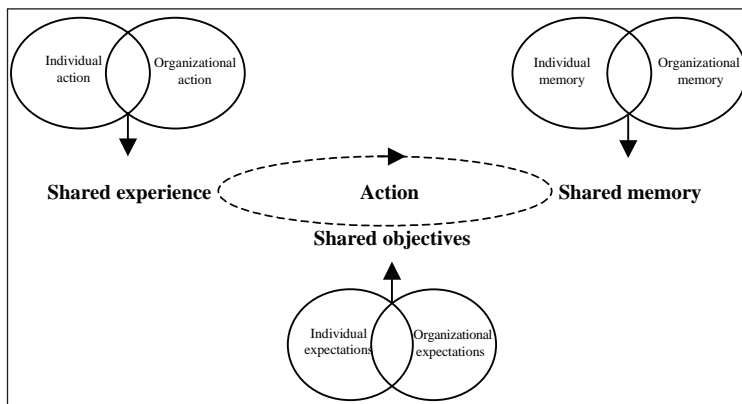 Individual
action
Organizational
action
Individual
memory
Organizational
memory
Shared experience
Action
Shared memory
Shared objectives
Individual
expectations
Organizational
expectations